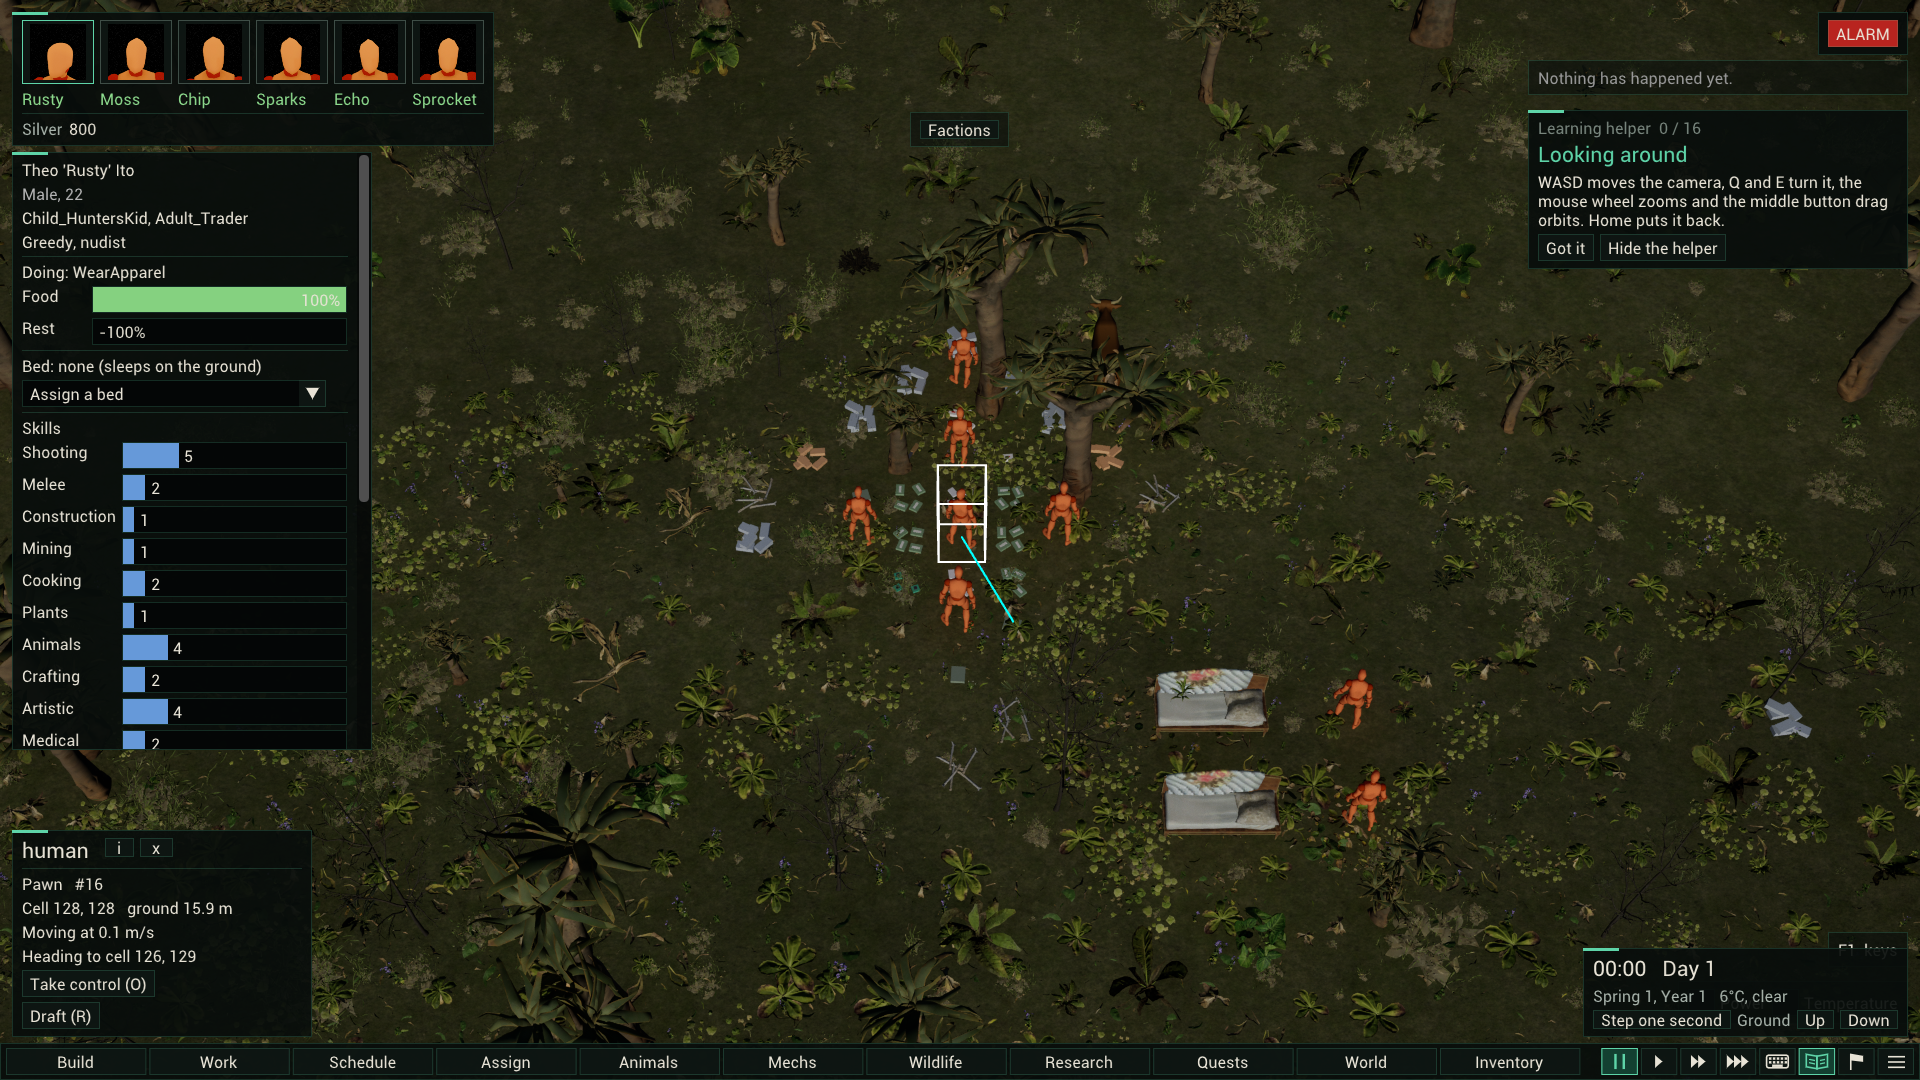 Rusty Moss Chip Sparks Echo Sprocket
Silver 800
Theo 'Rusty' Ito
Male, 22
Child_HuntersKid, Adult_Trader
Greedy, nudist
Doing: WearApparel
Food 100%
Rest -100%
Bed: none (sleeps on the ground)
Assign a bed
Skills
Shooting 5
Melee 2
Construction 1
Mining 1
Cooking 2
Plants 1
Animals 4
Crafting 2
Artistic 4
Medical 2
human i x
Pawn #16
Cell 128, 128 ground 15.9 m
Moving at 0.1 m/s
Heading to cell 126, 129
Take control (O)
Draft (R)
Factions
ALARM
Nothing has happened yet.
Learning helper 0 / 16
Looking around
WASD moves the camera, Q and E turn it, the
mouse wheel zooms and the middle button drag
orbits. Home puts it back.
Got it Hide the helper
F1 keys
00:00 Day 1
Spring 1, Year 1 6°C, clear
Temperature
Step one second Ground Up Down
Build Work Schedule Assign Animals Mechs Wildlife Research Quests World Inventory